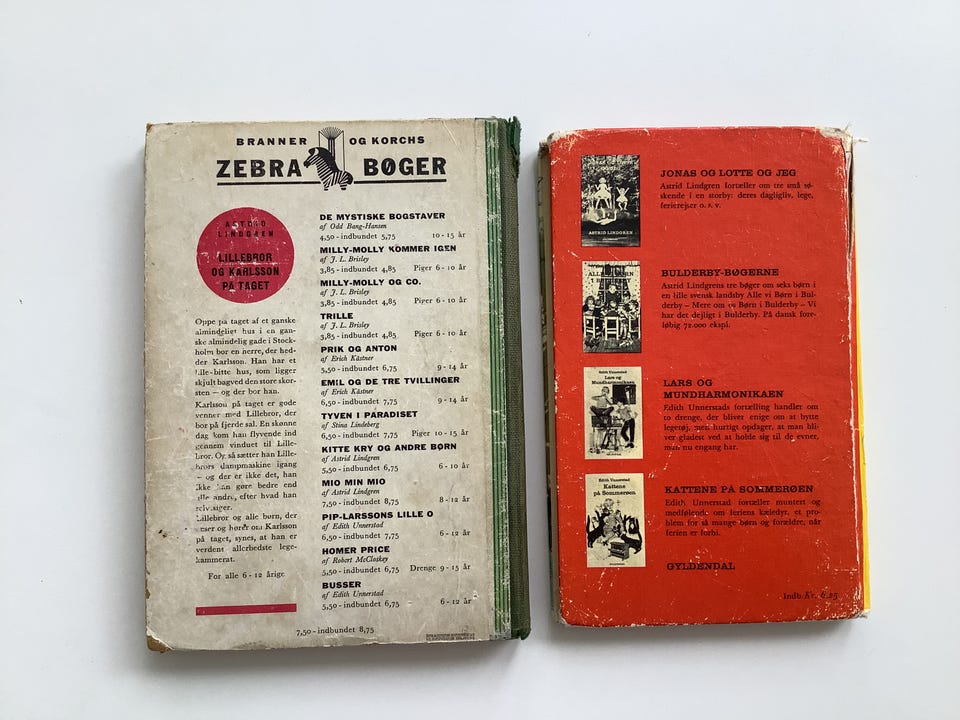 BRANNER OG KORCHS
ZEBRA BØGER
ASTRID
LINDGREN
LILLEBROR
OG KARLSSON
PÅ TAGET
Oppe på taget af et ganske
almindeligt hus i en gan-
ske almindelig gade i Stock-
holm bor en herre, der hed-
der Karlsson. Han har et
lille-bitte hus, som ligger
skjult bagved den store skor-
sten – og der bor han.
Karlsson på taget er gode
venner med Lillebror, der
bor på fjerde sal. En skønne
dag kom han flyvende ind
gennem vinduet til Lille-
bror. Og så sætter han Lille-
brors dampmaskine igang
– og der er ikke det, han
ikke kan gøre bedre end
alle andre, efter hvad han
selv siger.
Lillebror og alle børn, der
læser og hører om Karlsson
på taget, synes, at han er
verdens allerbedste lege-
kammerat.
For alle 6 - 12 årige
DE MYSTISKE BOGSTAVER
af Odd Bang-Hansen
4,50 - indbundet 5,75 10 - 15 år
MILLY-MOLLY KOMMER IGEN
af J. L. Brisley
3,85 - indbundet 4,85 Piger 6 - 10 år
MILLY-MOLLY OG CO.
af J. L. Brisley
3,85 - indbundet 4,85 Piger 6 - 10 år
TRILLE
af J. L. Brisley
3,85 - indbundet 4,85 Piger 6 - 10 år
PRIK OG ANTON
af Erich Kästner
5,50 - indbundet 6,75 9 - 14 år
EMIL OG DE TRE TVILLINGER
af Erich Kästner
6,50 - indbundet 7,75 9 - 14 år
TYVEN I PARADISET
af Stina Lindeberg
6,50 - indbundet 7,75 Piger 10 - 15 år
KITTE KRY OG ANDRE BØRN
af Astrid Lindgren
5,50 - indbundet 6,75 6 - 10 år
MIO MIN MIO
af Astrid Lindgren
7,50 - indbundet 8,75 8 - 12 år
PIP-LARSSONS LILLE O
af Edith Unnerstad
6,50 - indbundet 7,75 6 - 12 år
HOMER PRICE
af Robert McCloskey
5,50 - indbundet 6,75 Drenge 9 - 15 år
BUSSER
af Edith Unnerstad
5,50 - indbundet 6,75 6 - 12 år
7,50 - indbundet 8,75
ASTRID LINDGREN
JONAS OG LOTTE OG JEG
Astrid Lindgren fortæller om tre små sø-
skende i en storby: deres dagligliv, lege,
ferierejser o. s. v.
BULDERBY-BØGERNE
Astrid Lindgrens tre bøger om seks børn i
en lille svensk landsby Alle vi Børn i Bul-
derby – Mere om os Børn i Bulderby – Vi
har det dejligt i Bulderby. På dansk fore-
løbig 72.000 ekspl.
Edith Unnerstad
Lars og
Mundharmonikaen
LARS OG
MUNDHARMONIKAEN
Edith Unnerstads fortælling handler om
to drenge, der bliver enige om at bytte
legetøj, men hurtigt opdager, at man bli-
ver gladest ved at holde sig til de evner,
man nu engang har.
Edith Unnerstad
Kattene
på Sommerøen
KATTENE PÅ SOMMERØEN
Edith Unnerstad fortæller muntert og
medfølende om feriens kæledyr, et pro-
blem for så mange børn og forældre, når
ferien er forbi.
GYLDENDAL
Indb. Kr. 6,25